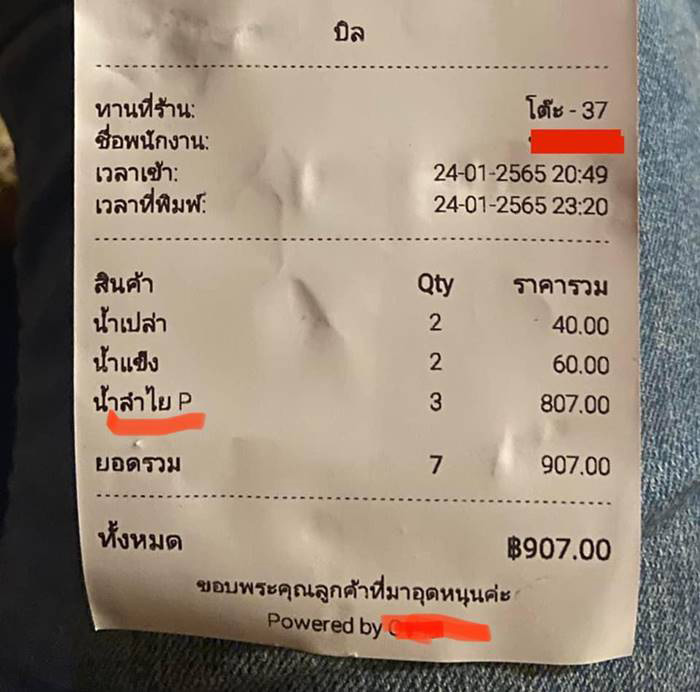 บิล
ทานที่ร้าน: โต๊ะ - 37
ชื่อพนักงาน:
เวลาเข้า: 24-01-2565 20:49
เวลาที่พิมพ์: 24-01-2565 23:20
สินค้า Qty ราคารวม
น้ำเปล่า 2 40.00
น้ำแข็ง 2 60.00
น้ำลำไย P 3 807.00
ยอดรวม 7 907.00
ทั้งหมด ฿907.00
ขอบพระคุณลูกค้าที่มาอุดหนุนค่ะ
Powered by